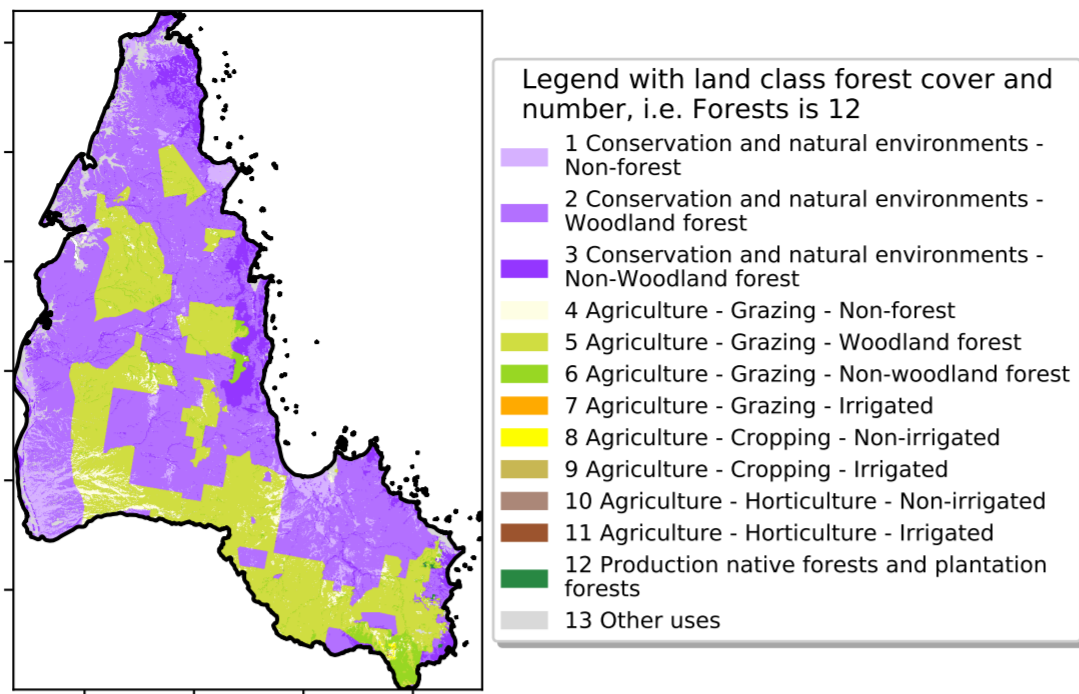 Legend with land class forest cover and
number, i.e. Forests is 12
1 Conservation and natural environments -
Non-forest
2 Conservation and natural environments -
Woodland forest
3 Conservation and natural environments -
Non-Woodland forest
4 Agriculture - Grazing - Non-forest
5 Agriculture - Grazing - Woodland forest
6 Agriculture - Grazing - Non-woodland forest
7 Agriculture - Grazing - Irrigated
8 Agriculture - Cropping - Non-irrigated
9 Agriculture - Cropping - Irrigated
10 Agriculture - Horticulture - Non-irrigated
11 Agriculture - Horticulture - Irrigated
12 Production native forests and plantation
forests
13 Other uses